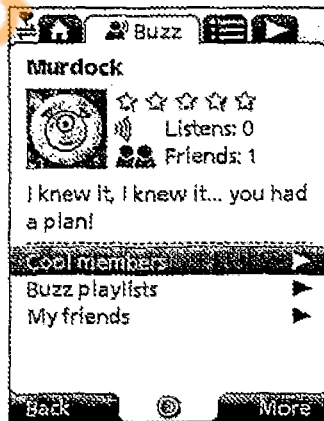 Buzz
Murdock
Listens: 0
Friends: 1
I knew it, I knew it... you had
a plan!
Cool members
Buzz playlists
My friends
Back
More